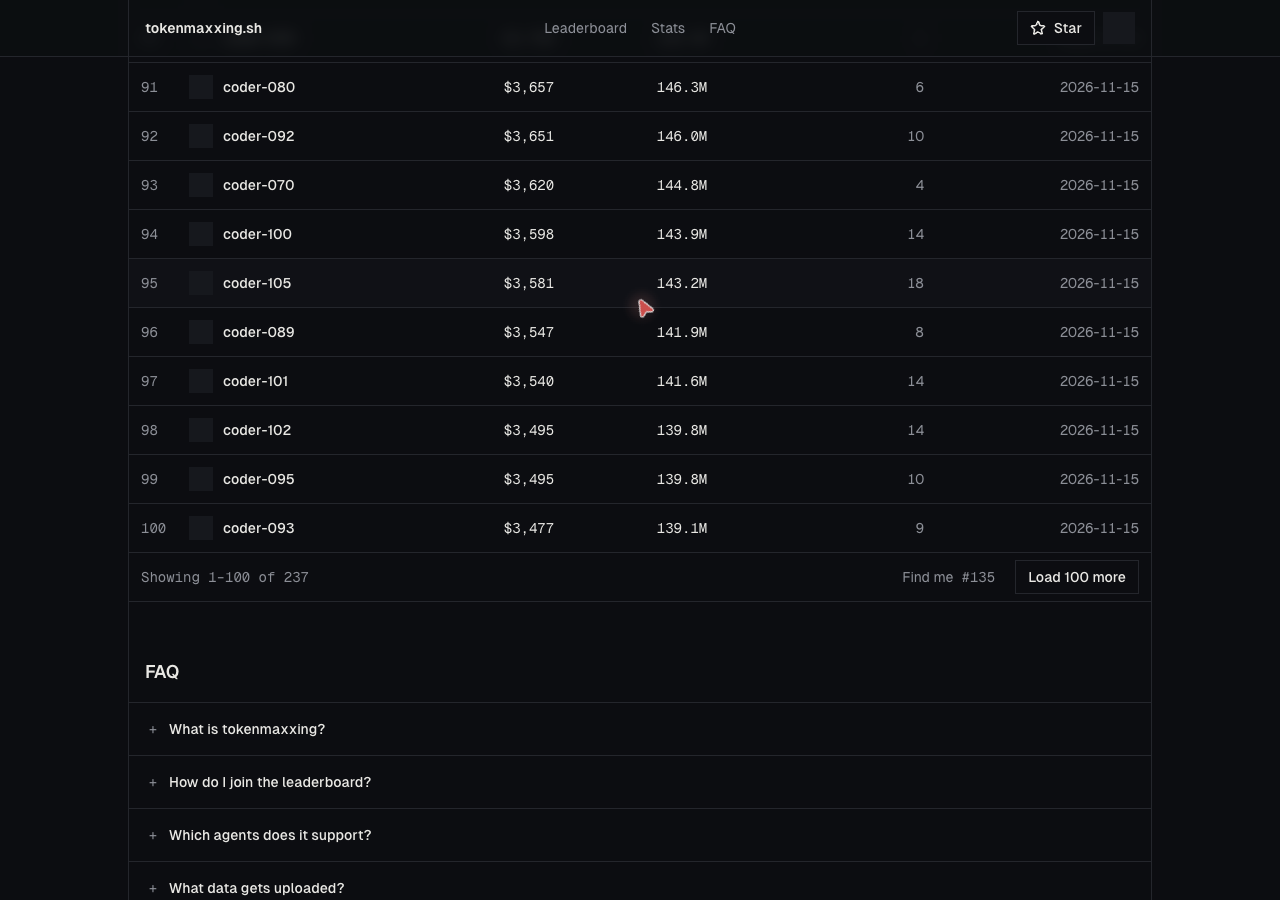 tokenmaxxing.sh Leaderboard Stats FAQ Star
91 coder-080 $3,657 146.3M 6 2026-11-15
92 coder-092 $3,651 146.0M 10 2026-11-15
93 coder-070 $3,620 144.8M 4 2026-11-15
94 coder-100 $3,598 143.9M 14 2026-11-15
95 coder-105 $3,581 143.2M 18 2026-11-15
96 coder-089 $3,547 141.9M 8 2026-11-15
97 coder-101 $3,540 141.6M 14 2026-11-15
98 coder-102 $3,495 139.8M 14 2026-11-15
99 coder-095 $3,495 139.8M 10 2026-11-15
100 coder-093 $3,477 139.1M 9 2026-11-15
Showing 1–100 of 237 Find me #135 Load 100 more
FAQ
+ What is tokenmaxxing?
+ How do I join the leaderboard?
+ Which agents does it support?
+ What data gets uploaded?